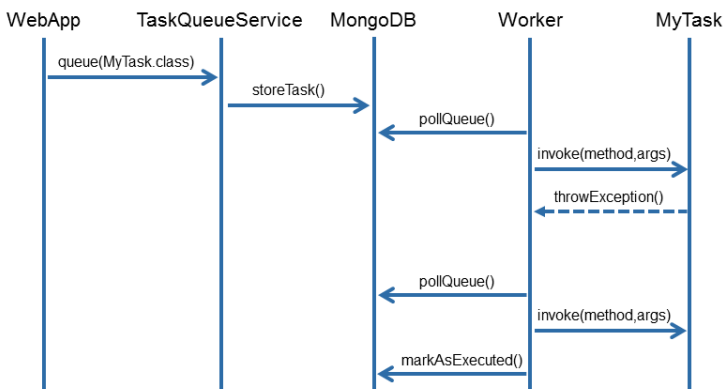 WebApp TaskQueueService MongoDB Worker MyTask
queue(MyTask.class)
storeTask()
pollQueue()
invoke(method,args)
throwException()
pollQueue()
invoke(method,args)
markAsExecuted()